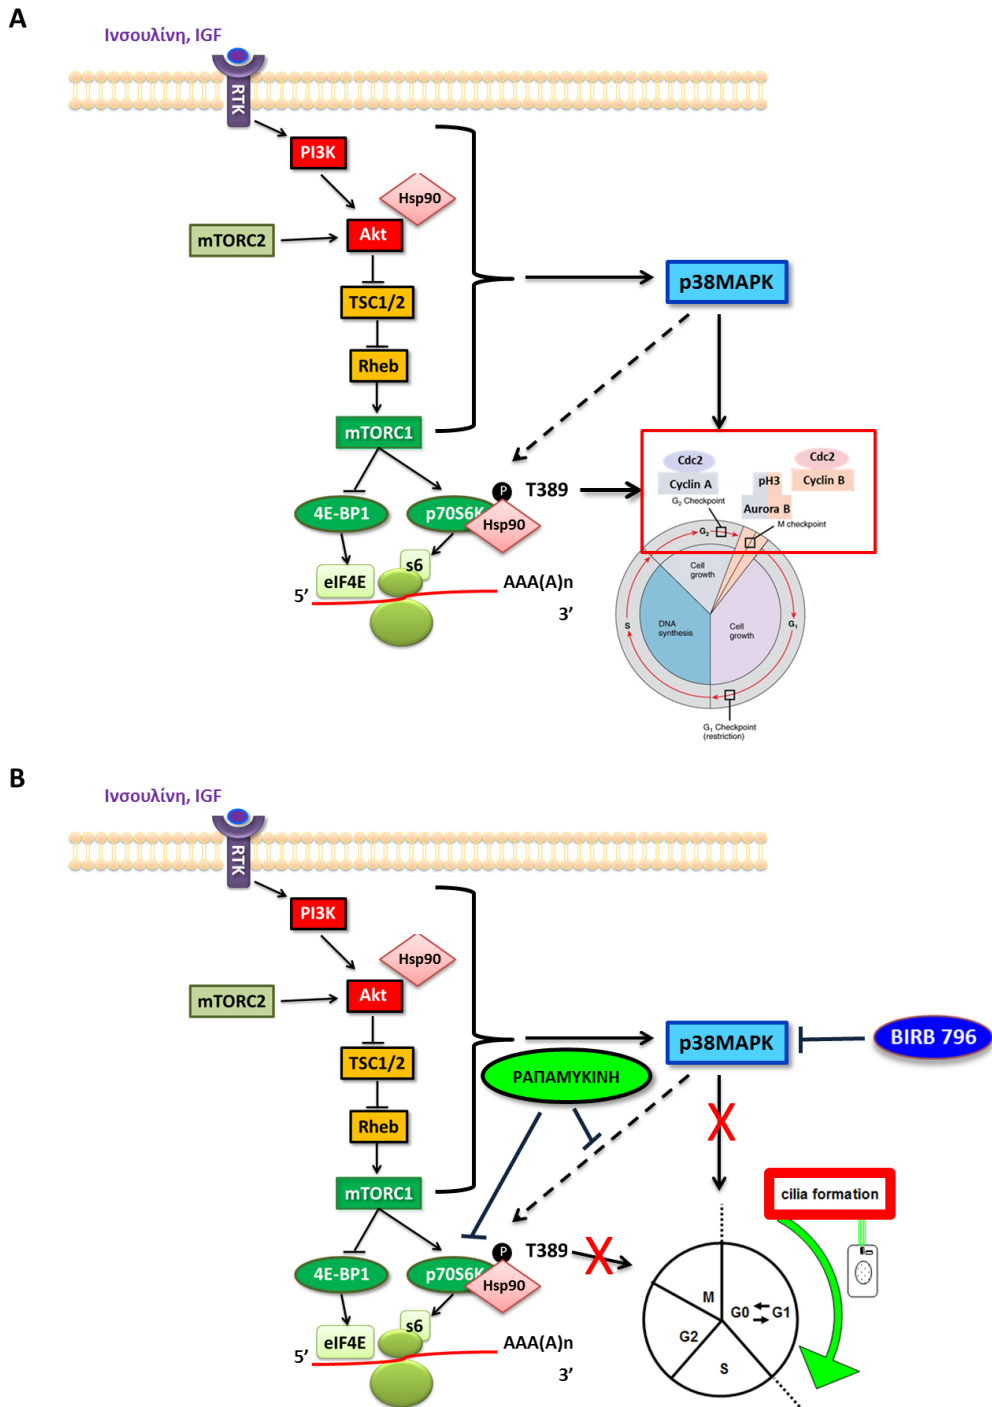 A
Ινσουλίνη, IGF
RTK
PI3K
Hsp90
Akt
mTORC2
TSC1/2
p38MAPK
Rheb
mTORC1
4E-BP1
p70S6K
P
T389
Hsp90
Cdc2
Cyclin A
Cdc2
Cyclin B
pH3
Aurora B
G2 Checkpoint
M checkpoint
G2
Cell
growth
DNA
synthesis
Cell
growth
S
G1
G1 Checkpoint
(restriction)
eIF4E
s6
5’
AAA(A)n
3’
B
Ινσουλίνη, IGF
RTK
PI3K
Hsp90
Akt
mTORC2
TSC1/2
p38MAPK
BIRB 796
ΡΑΠΑΜΥΚΙΝΗ
Rheb
mTORC1
cilia formation
4E-BP1
p70S6K
P
T389
X
X
Hsp90
M
G0
G1
G2
S
eIF4E
s6
5’
AAA(A)n
3’